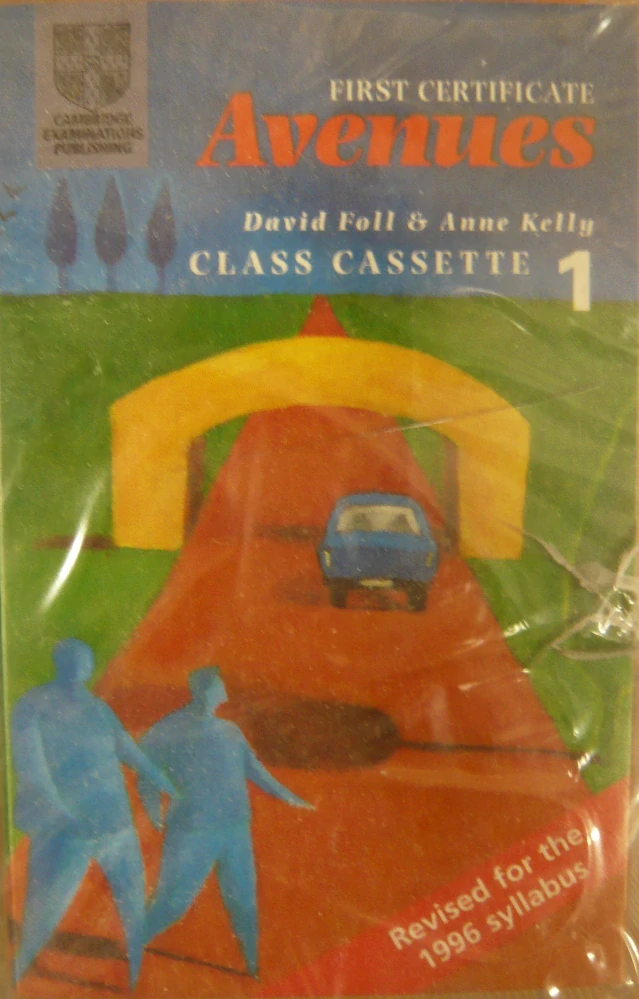 CAMBRIDGE
EXAMINATIONS
PUBLISHING
FIRST CERTIFICATE
Avenues
David Foll & Anne Kelly
CLASS CASSETTE 1
Revised for the
1996 syllabus